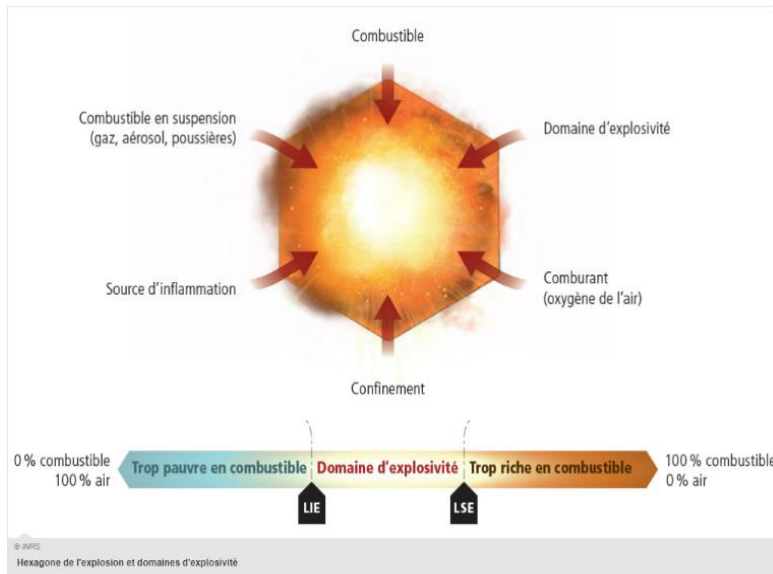 Combustible
Combustible en suspension
(gaz, aérosol, poussières)
Domaine d'explosivité
Source d'inflammation
Comburant
(oxygène de l'air)
Confinement
0 % combustible
100 % air
Trop pauvre en combustible
Domaine d'explosivité
Trop riche en combustible
100 % combustible
0 % air
LIE
LSE
© INRS
Hexagone de l'explosion et domaines d'explosivité